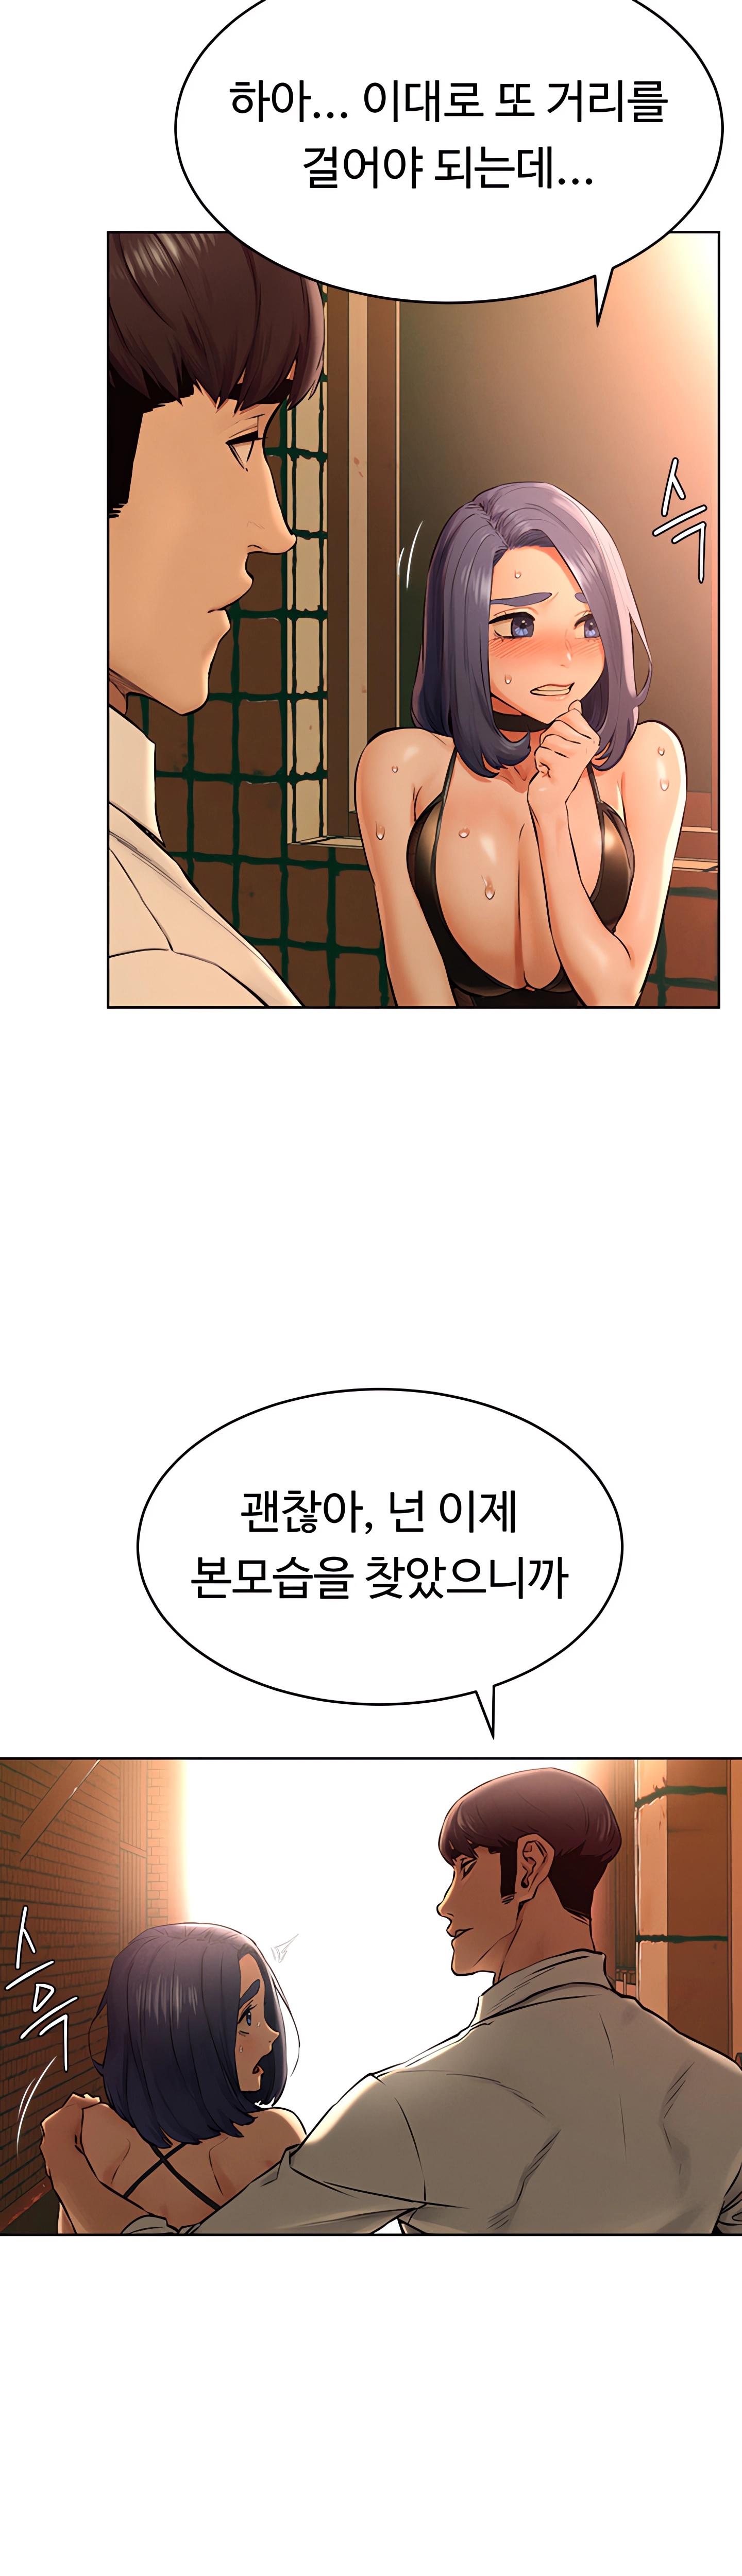 하아... 이대로 또 거리를
걸어야 되는데...
스윽
괜찮아, 넌 이제
본모습을 찾았으니까
스윽